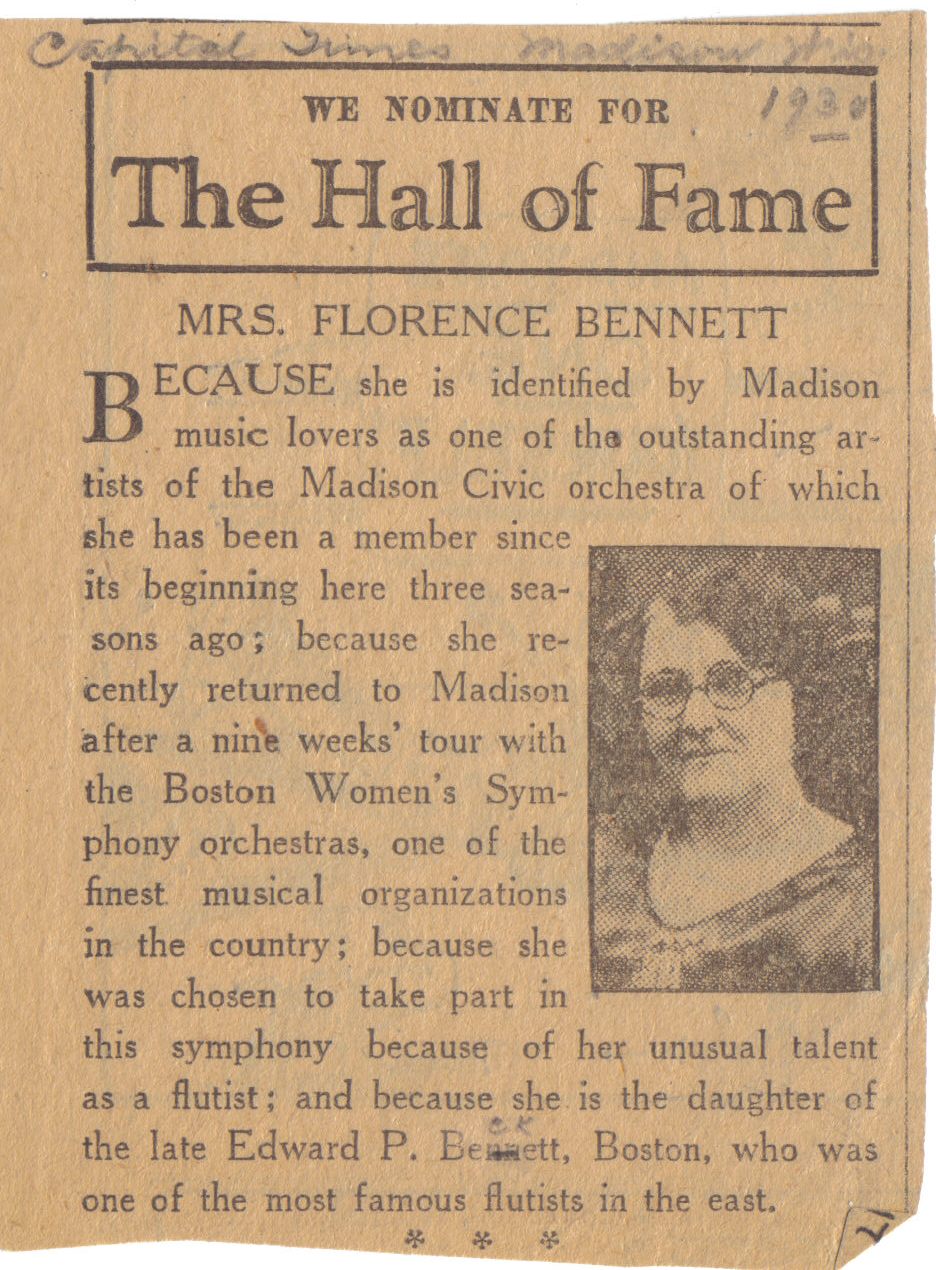 Capital Times Madison Wis
1930
WE NOMINATE FOR
The Hall of Fame
MRS. FLORENCE BENNETT
BECAUSE she is identified by Madison
music lovers as one of the outstanding ar-
tists of the Madison Civic orchestra of which
she has been a member since
its beginning here three sea-
sons ago; because she re-
cently returned to Madison
after a nine weeks' tour with
the Boston Women's Sym-
phony orchestras, one of the
finest musical organizations
in the country; because she
was chosen to take part in
this symphony because of her unusual talent
as a flutist; and because she is the daughter of
ck
the late Edward P. Bennett, Boston, who was
one of the most famous flutists in the east.
* * *